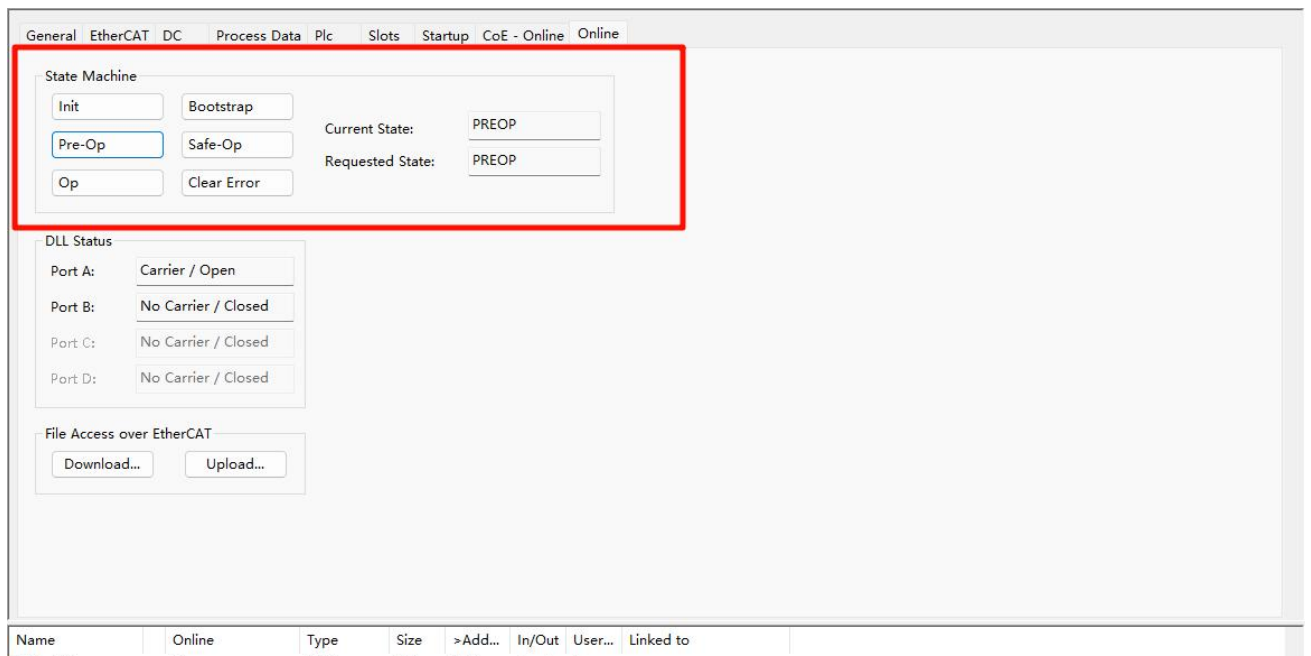 General EtherCAT DC Process Data Plc Slots Startup CoE - Online Online
State Machine
Init Bootstrap
Pre-Op Safe-Op
Op Clear Error
Current State: PREOP
Requested State: PREOP
DLL Status
Port A: Carrier / Open
Port B: No Carrier / Closed
Port C: No Carrier / Closed
Port D: No Carrier / Closed
File Access over EtherCAT
Download... Upload...
Name Online Type Size >Add... In/Out User... Linked to